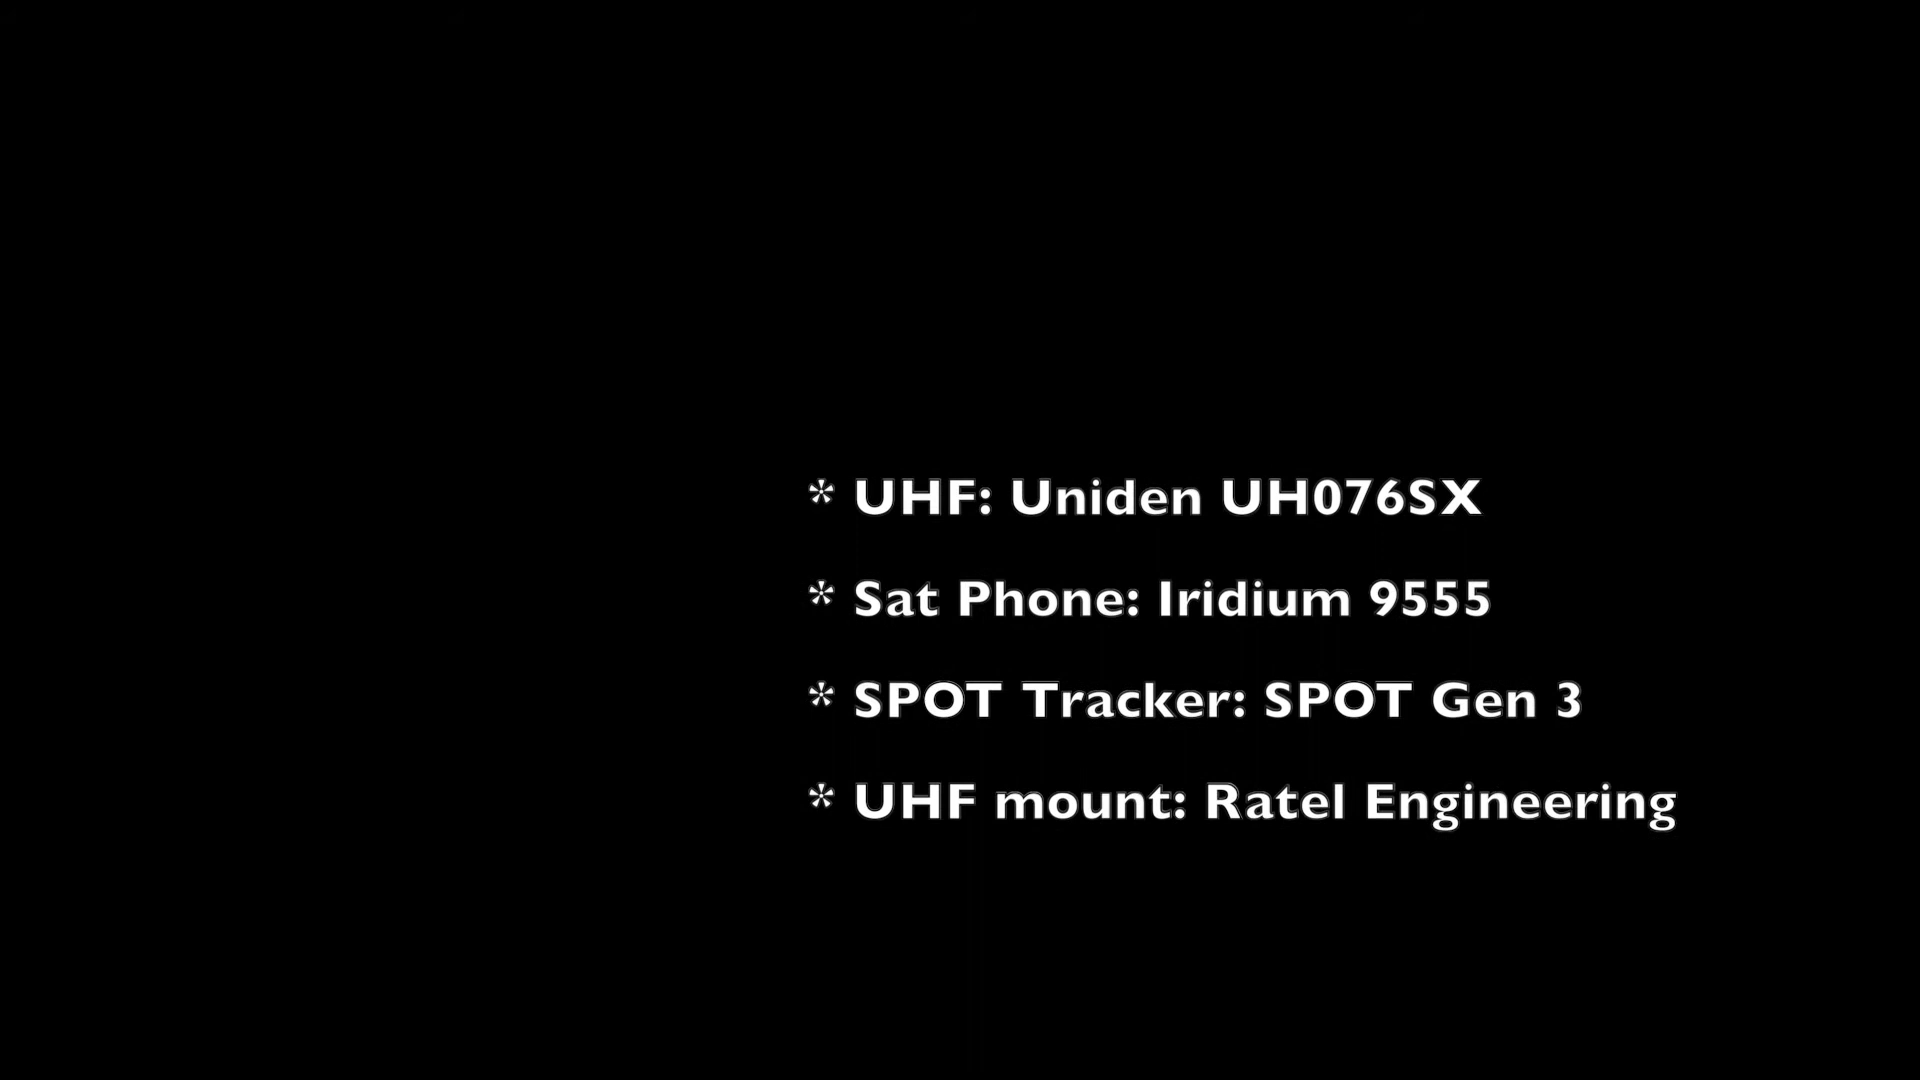 * UHF: Uniden UH076SX
* Sat Phone: Iridium 9555
* SPOT Tracker: SPOT Gen 3
* UHF mount: Ratel Engineering